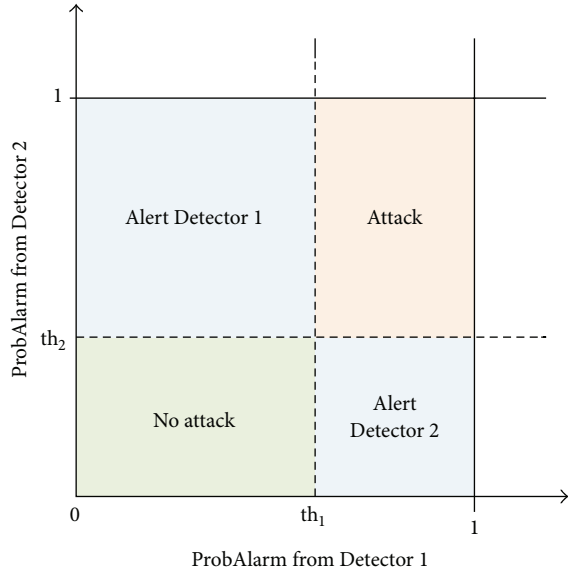 1
Alert Detector 1
Attack
ProbAlarm from Detector 2
th₂
No attack
Alert
Detector 2
0
th₁
1
ProbAlarm from Detector 1